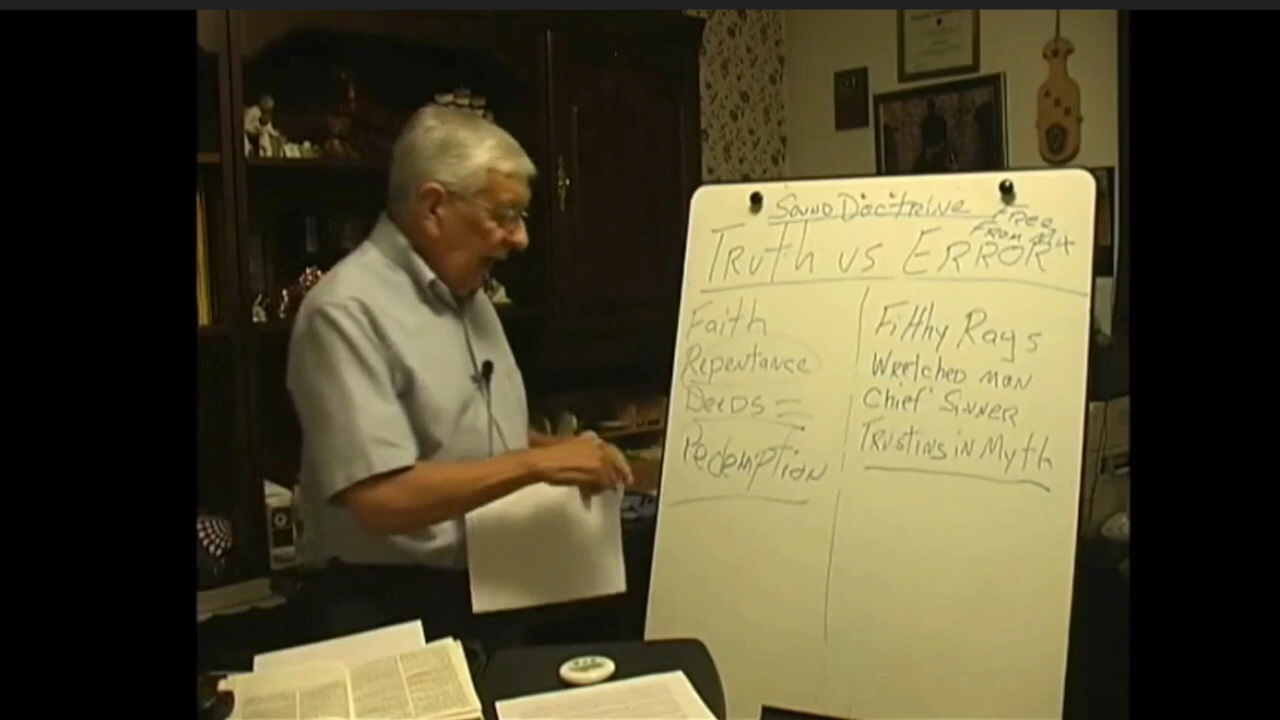 Sound Doctrine
Free
From
Truth vs Error
Faith
Repentance
Deeds =
Redemption
Filthy Rags
Wretched man
Chief Sinner
Trusting in Myth